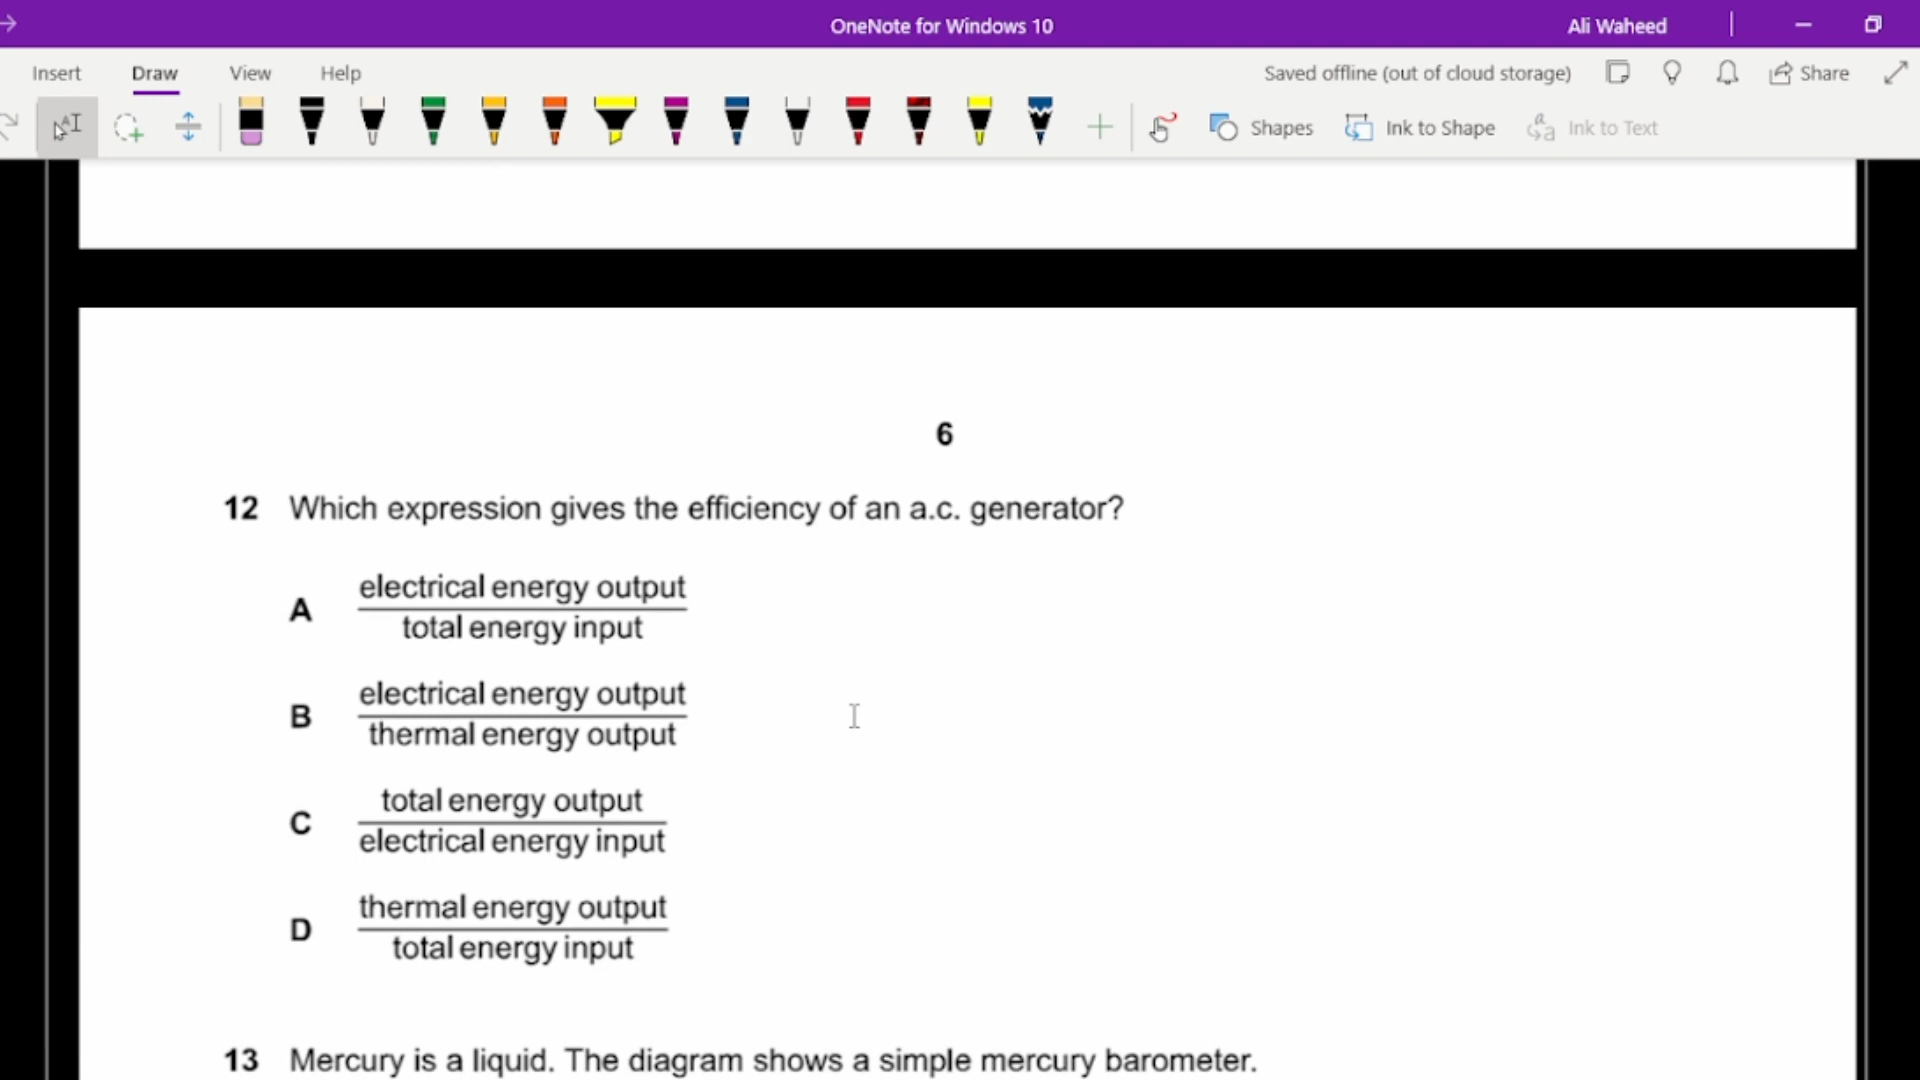 OneNote for Windows 10
Ali Waheed
Insert
Draw
View
Help
Saved offline (out of cloud storage)
Share
Shapes
Ink to Shape
Ink to Text
6
12 Which expression gives the efficiency of an a.c. generator?
A
electrical energy output
total energy input
B
electrical energy output
thermal energy output
C
total energy output
electrical energy input
D
thermal energy output
total energy input
13 Mercury is a liquid. The diagram shows a simple mercury barometer.